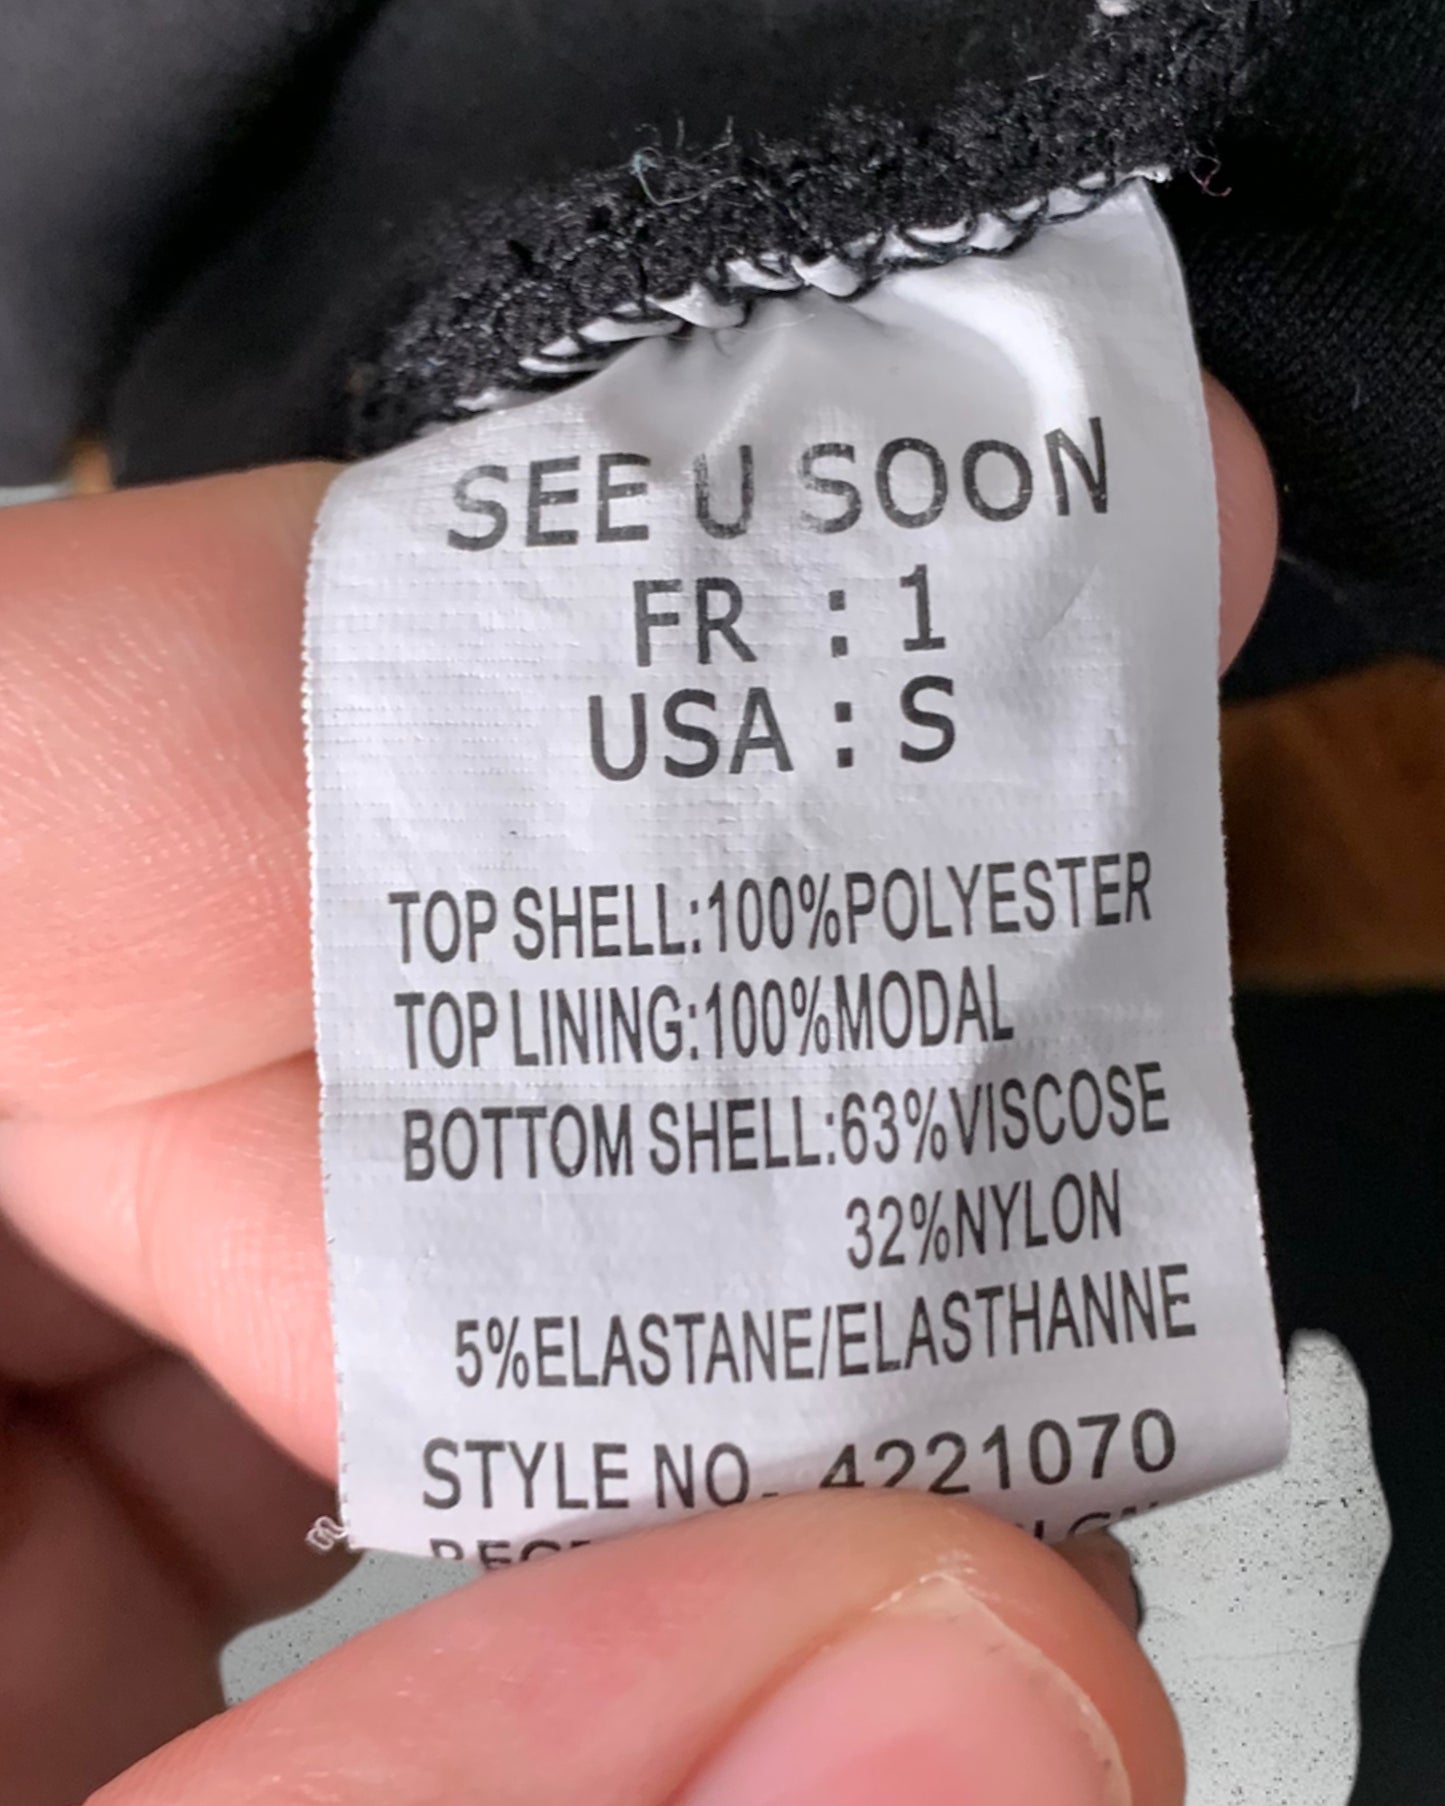 SEE U SOON
FR : 1
USA : S
TOP SHELL:100%POLYESTER
TOP LINING:100%MODAL
BOTTOM SHELL:63%VISCOSE
32%NYLON
5%ELASTANE/ELASTHANNE
STYLE NO. 4221070